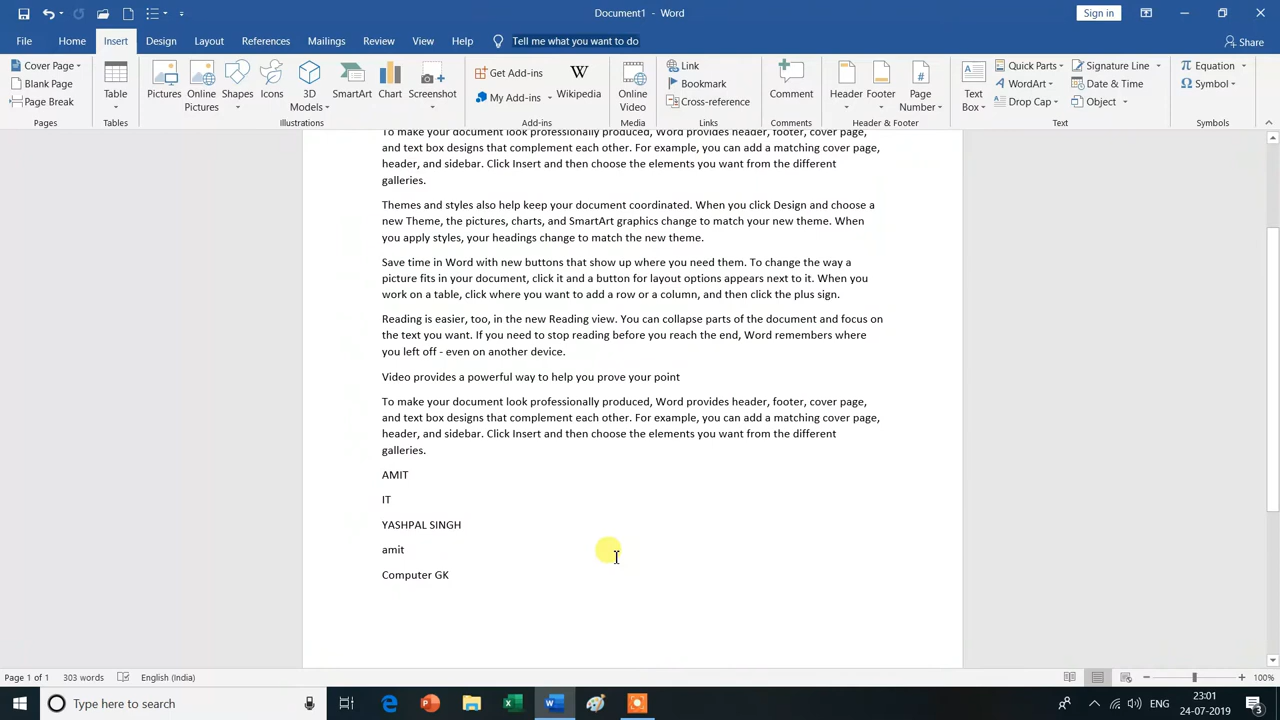 Document1 - Word
Sign in
File Home Insert Design Layout References Mailings Review View Help Tell me what you want to do Share
Cover Page
Blank Page
Page Break
Pages
Table
Tables
Pictures
Online Pictures
Shapes
Icons
3D Models
SmartArt
Chart
Screenshot
Illustrations
Get Add-ins
My Add-ins
Wikipedia
Add-ins
Online Video
Media
Link
Bookmark
Cross-reference
Links
Comment
Comments
Header
Footer
Page Number
Header & Footer
Text Box
Quick Parts
WordArt
Drop Cap
Signature Line
Date & Time
Object
Text
Equation
Symbol
Symbols
To make your document look professionally produced, Word provides header, footer, cover page,
and text box designs that complement each other. For example, you can add a matching cover page,
header, and sidebar. Click Insert and then choose the elements you want from the different
galleries.
Themes and styles also help keep your document coordinated. When you click Design and choose a
new Theme, the pictures, charts, and SmartArt graphics change to match your new theme. When
you apply styles, your headings change to match the new theme.
Save time in Word with new buttons that show up where you need them. To change the way a
picture fits in your document, click it and a button for layout options appears next to it. When you
work on a table, click where you want to add a row or a column, and then click the plus sign.
Reading is easier, too, in the new Reading view. You can collapse parts of the document and focus on
the text you want. If you need to stop reading before you reach the end, Word remembers where
you left off - even on another device.
Video provides a powerful way to help you prove your point
To make your document look professionally produced, Word provides header, footer, cover page,
and text box designs that complement each other. For example, you can add a matching cover page,
header, and sidebar. Click Insert and then choose the elements you want from the different
galleries.
AMIT
IT
YASHPAL SINGH
amit
Computer GK
Page 1 of 1 303 words English (India) 100%
Type here to search
ENG
23:01
24-07-2019
3